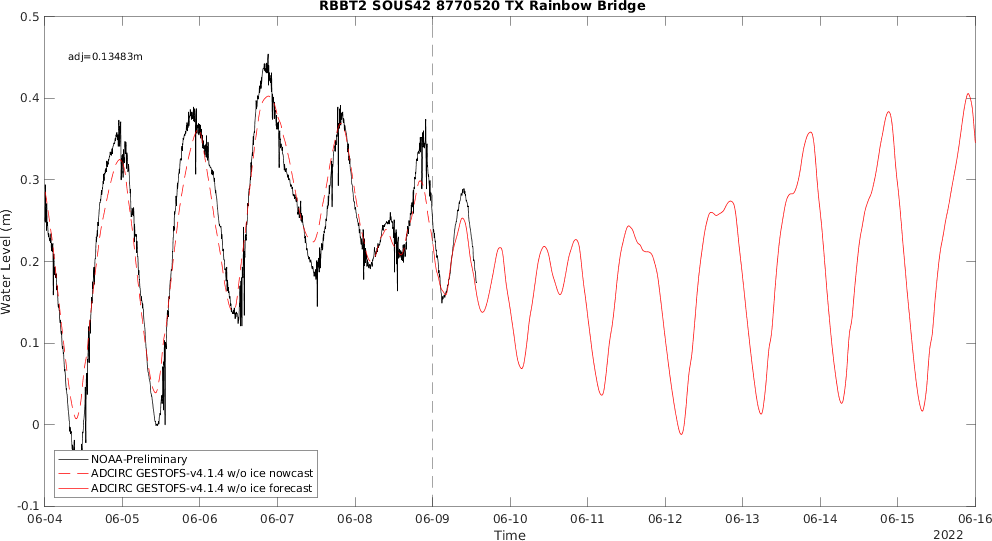 RBBT2 SOUS42 8770520 TX Rainbow Bridge
adj=0.13483m
0.5
0.4
0.3
0.2
0.1
0
-0.1
Water Level (m)
NOAA-Preliminary
ADCIRC GESTOFS-v4.1.4 w/o ice nowcast
ADCIRC GESTOFS-v4.1.4 w/o ice forecast
06-04 06-05 06-06 06-07 06-08 06-09 06-10 06-11 06-12 06-13 06-14 06-15 06-16
Time
2022